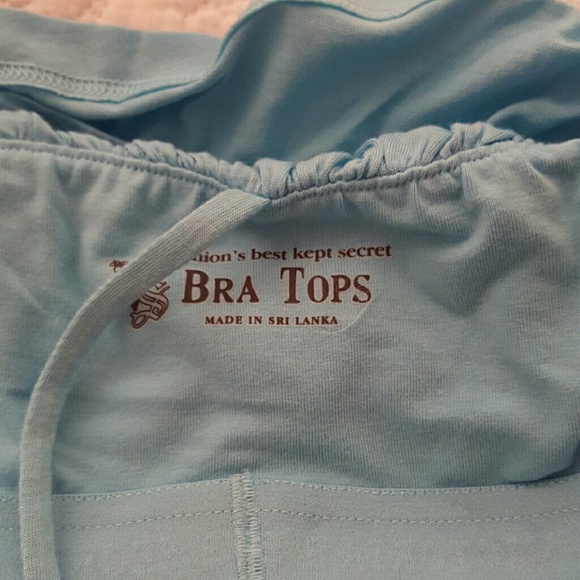 best kept secret
BRA TOPS
MADE IN SRI LANKA